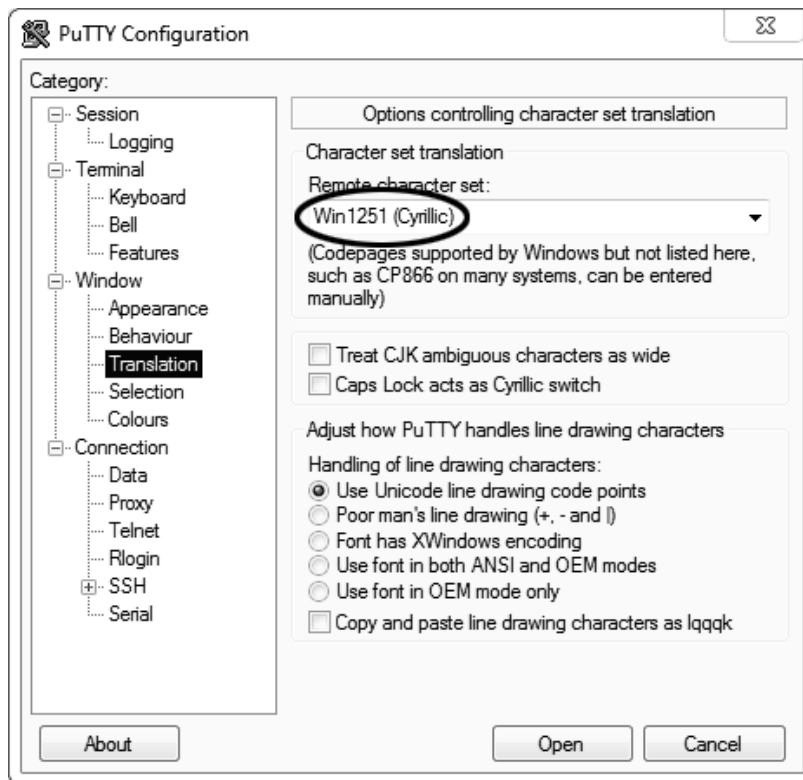 PuTTY Configuration
Category:
Session
Logging
Terminal
Keyboard
Bell
Features
Window
Appearance
Behaviour
Translation
Selection
Colours
Connection
Data
Proxy
Telnet
Rlogin
SSH
Serial
Options controlling character set translation
Character set translation
Remote character set:
Win1251 (Cyrillic)
(Codepages supported by Windows but not listed here,
such as CP866 on many systems, can be entered
manually)
Treat CJK ambiguous characters as wide
Caps Lock acts as Cyrillic switch
Adjust how PuTTY handles line drawing characters
Handling of line drawing characters:
Use Unicode line drawing code points
Poor man's line drawing (+, - and |)
Font has XWindows encoding
Use font in both ANSI and OEM modes
Use font in OEM mode only
Copy and paste line drawing characters as lqqqk
About
Open
Cancel